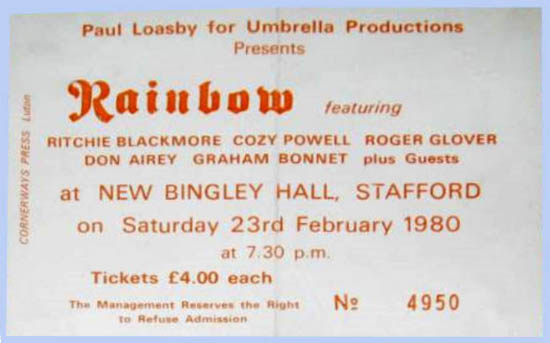 Paul Loasby for Umbrella Productions
Presents
Rainbow featuring
RITCHIE BLACKMORE COZY POWELL ROGER GLOVER
DON AIREY GRAHAM BONNET plus Guests
at NEW BINGLEY HALL, STAFFORD
on Saturday 23rd February 1980
at 7.30 p.m.
Tickets £4.00 each
The Management Reserves the Right
to Refuse Admission
№ 4950
CORNERWAYS PRESS Luton